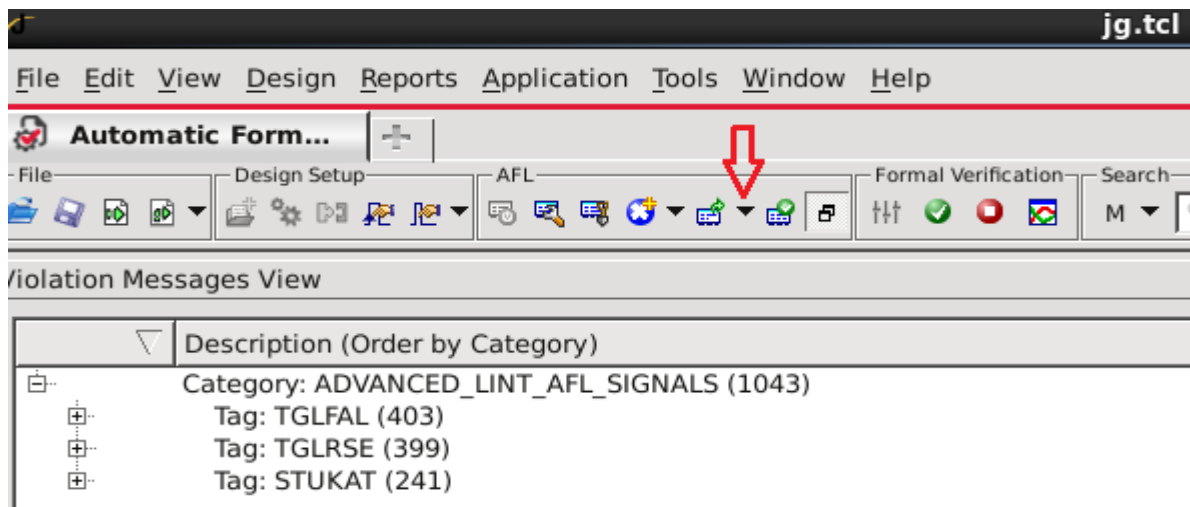 jg.tcl
File Edit View Design Reports Application Tools Window Help
Automatic Form...
File Design Setup AFL Formal Verification Search
M
Violation Messages View
Description (Order by Category)
Category: ADVANCED_LINT_AFL_SIGNALS (1043)
Tag: TGLFAL (403)
Tag: TGLRSE (399)
Tag: STUKAT (241)